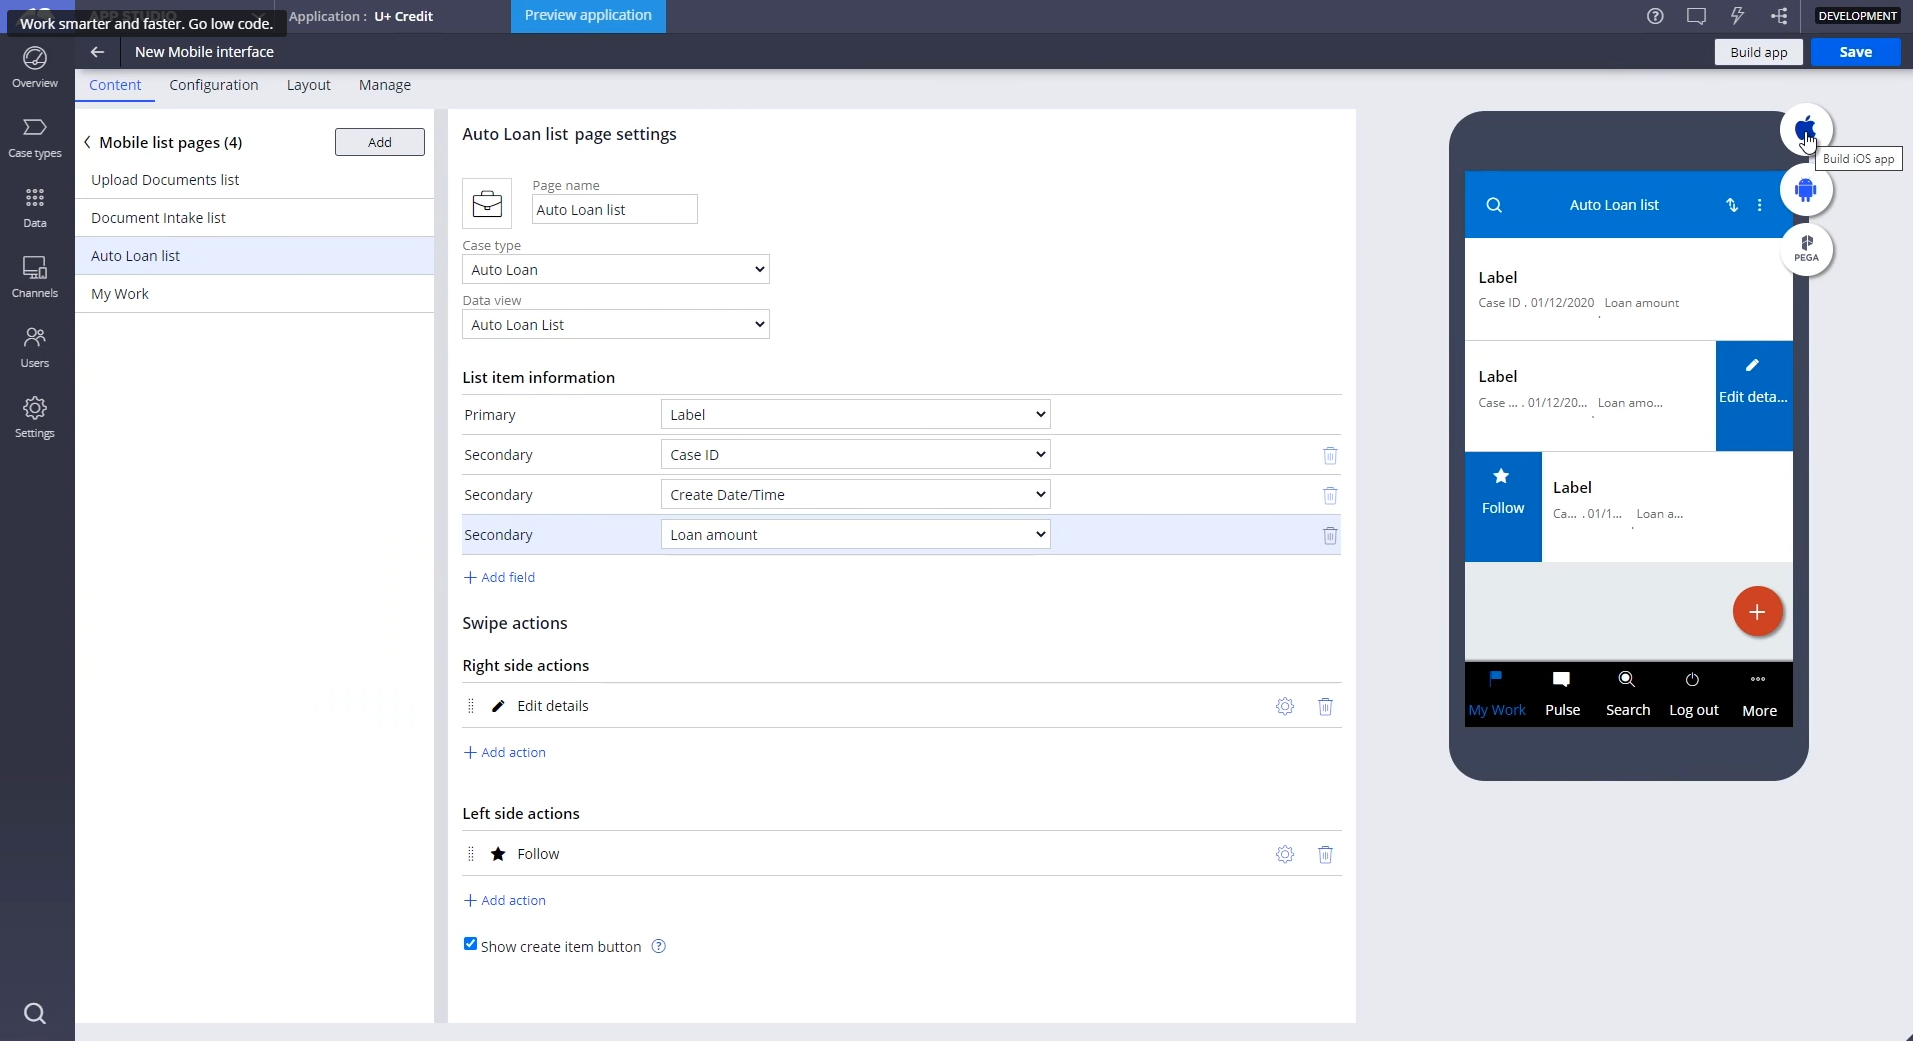 Work smarter and faster. Go low code.
APP STUDIO
Application : U+ Credit
Preview application
DEVELOPMENT
New Mobile interface
Build app
Save
Overview
Case types
Data
Channels
Users
Settings
Content
Configuration
Layout
Manage
Mobile list pages (4)
Add
Upload Documents list
Document Intake list
Auto Loan list
My Work
Auto Loan list page settings
Page name
Auto Loan list
Case type
Auto Loan
Data view
Auto Loan List
List item information
Primary
Label
Secondary
Case ID
Secondary
Create Date/Time
Secondary
Loan amount
+ Add field
Swipe actions
Right side actions
Edit details
+ Add action
Left side actions
Follow
+ Add action
Show create item button ?
Build iOS app
PEGA
Auto Loan list
Label
Case ID . 01/12/2020 . Loan amount
Label
Case ... . 01/12/20... . Loan amo...
Edit deta...
Follow
Label
Ca... . 01/1... . Loan a...
My Work
Pulse
Search
Log out
More